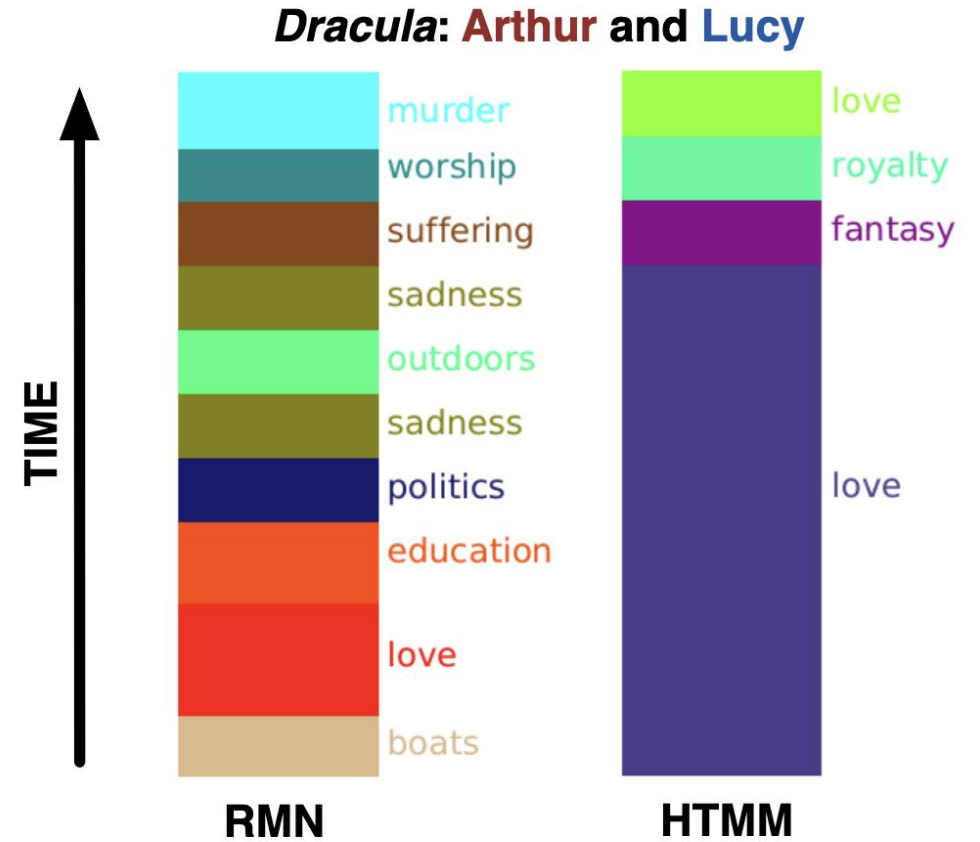 Dracula: Arthur and Lucy
TIME
murder
worship
suffering
sadness
outdoors
sadness
politics
education
love
boats
RMN
love
royalty
fantasy
love
HTMM